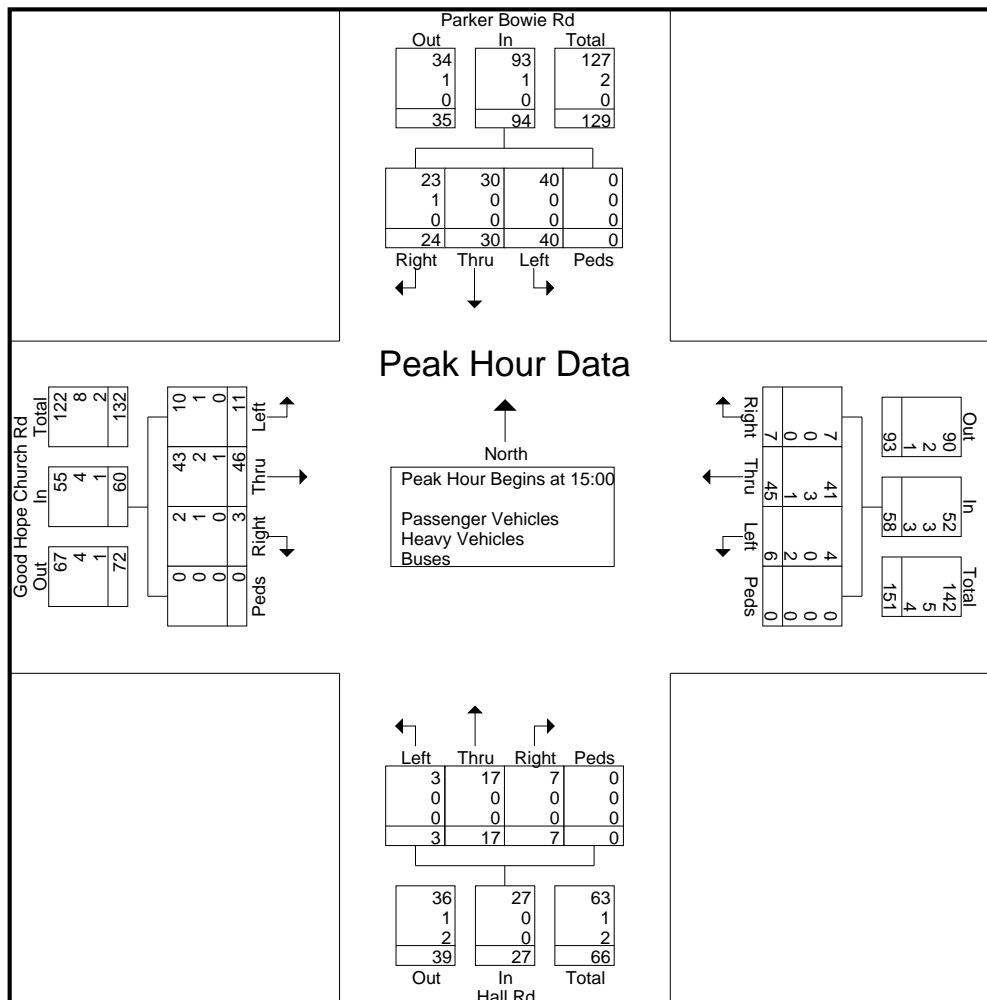 Parker Bowie Rd
Out In Total
34 93 127
1 1 2
0 0 0
35 94 129
23 30 40 0
1 0 0 0
0 0 0 0
24 30 40 0
Right Thru Left Peds
Peak Hour Data
Good Hope Church Rd
Total In Out
122 55 67
8 4 4
2 1 1
132 60 72
10 43 2 0
1 2 1 0
0 1 0 0
11 46 3 0
Left Thru Right Peds
North
Peak Hour Begins at 15:00
Passenger Vehicles
Heavy Vehicles
Buses
Right Thru Left Peds
7 45 6 0
0 1 2 0
0 3 0 0
7 41 4 0
Out In Total
90 52 142
2 3 5
1 3 4
93 58 151
Left Thru Right Peds
3 17 7 0
0 0 0 0
0 0 0 0
3 17 7 0
36 27 63
1 0 1
2 0 2
39 27 66
Out In Total
Hall Rd